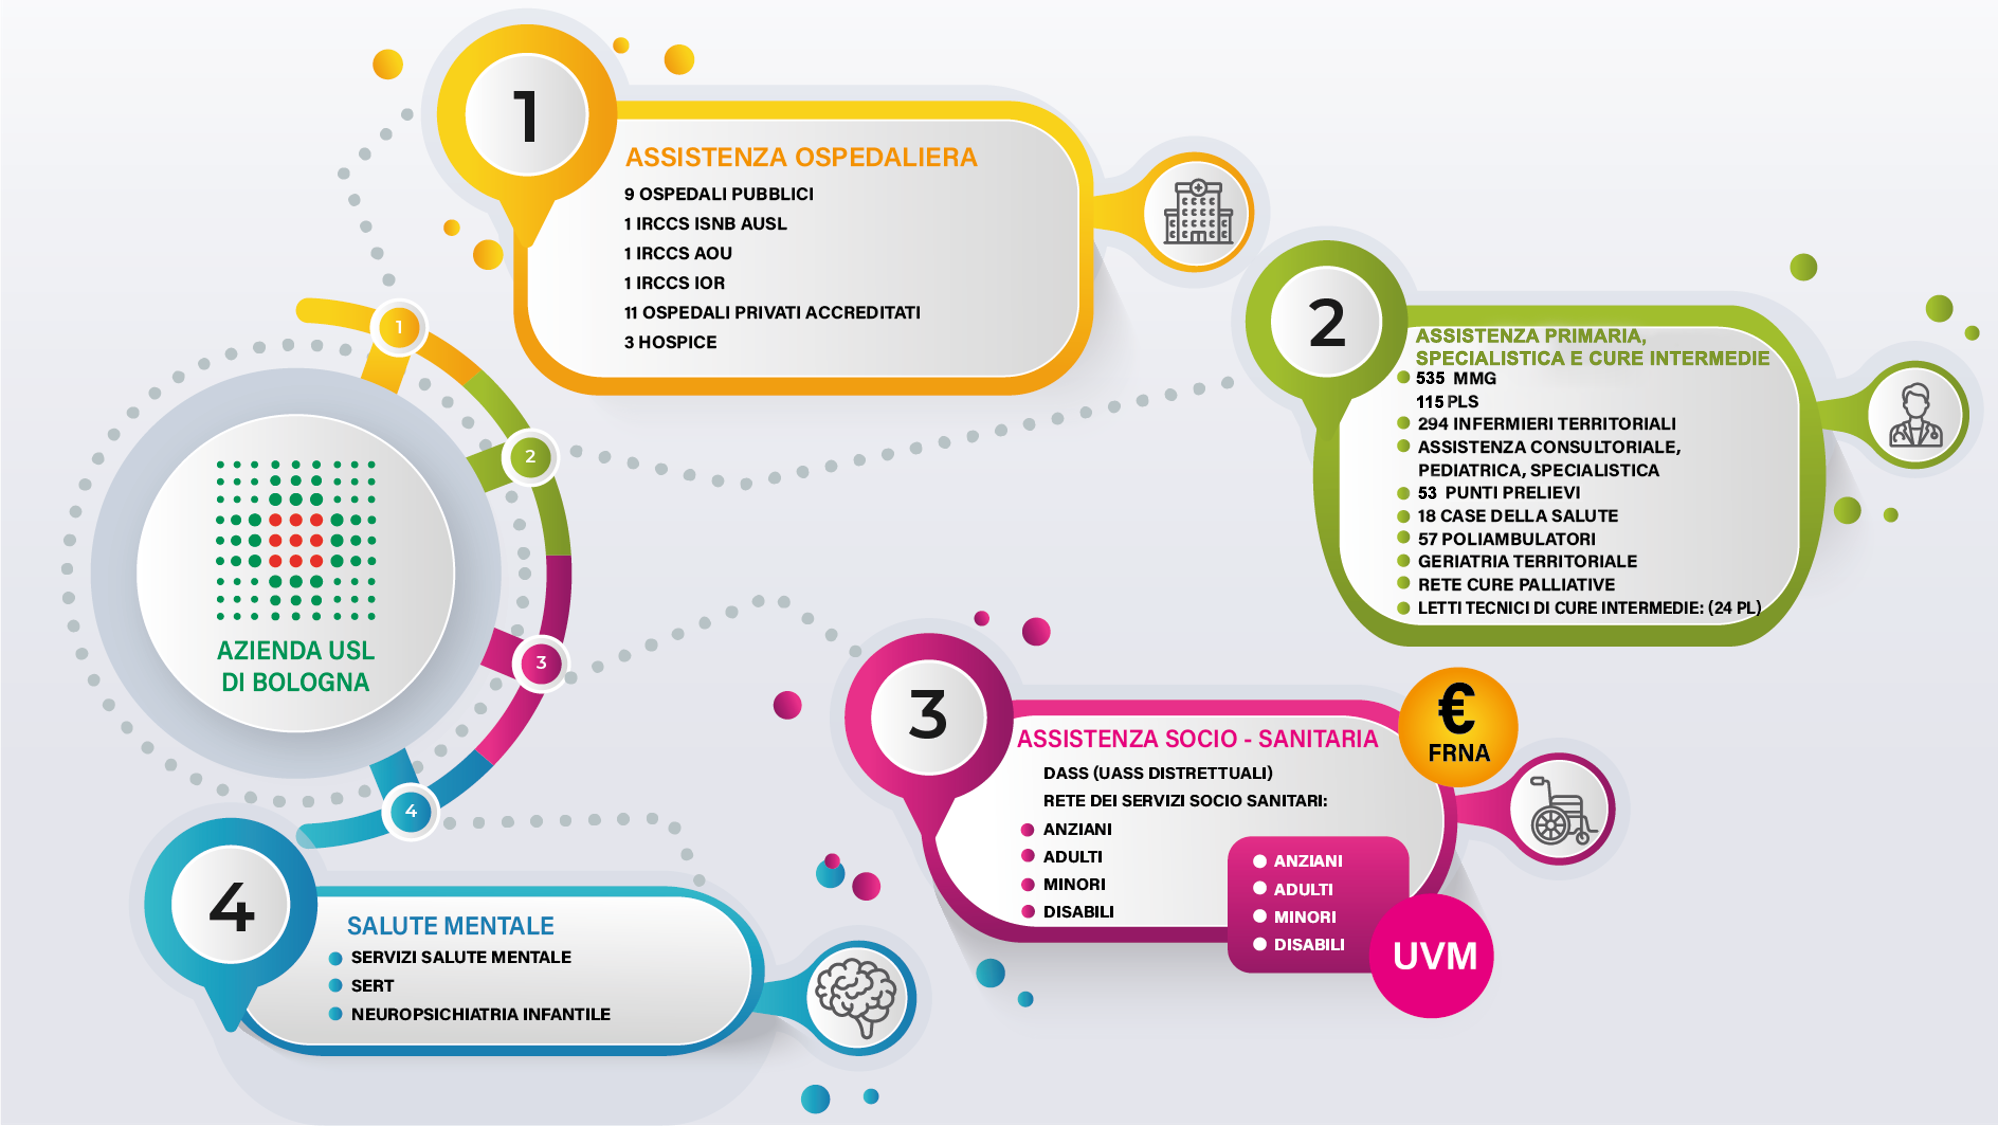 1
ASSISTENZA OSPEDALIERA
9 OSPEDALI PUBBLICI
1 IRCCS ISNB AUSL
1 IRCCS AOU
1 IRCCS IOR
11 OSPEDALI PRIVATI ACCREDITATI
3 HOSPICE
2
ASSISTENZA PRIMARIA,
SPECIALISTICA E CURE INTERMEDIE
535 MMG
115 PLS
294 INFERMIERI TERRITORIALI
ASSISTENZA CONSULTORIALE,
PEDIATRICA, SPECIALISTICA
53 PUNTI PRELIEVI
18 CASE DELLA SALUTE
57 POLIAMBULATORI
GERIATRIA TERRITORIALE
RETE CURE PALLIATIVE
LETTI TECNICI DI CURE INTERMEDIE: (24 PL)
1
2
3
4
AZIENDA USL
DI BOLOGNA
3
ASSISTENZA SOCIO - SANITARIA
DASS (UASS DISTRETTUALI)
RETE DEI SERVIZI SOCIO SANITARI:
ANZIANI
ADULTI
MINORI
DISABILI
€
FRNA
ANZIANI
ADULTI
MINORI
DISABILI
UVM
4
SALUTE MENTALE
SERVIZI SALUTE MENTALE
SERT
NEUROPSICHIATRIA INFANTILE